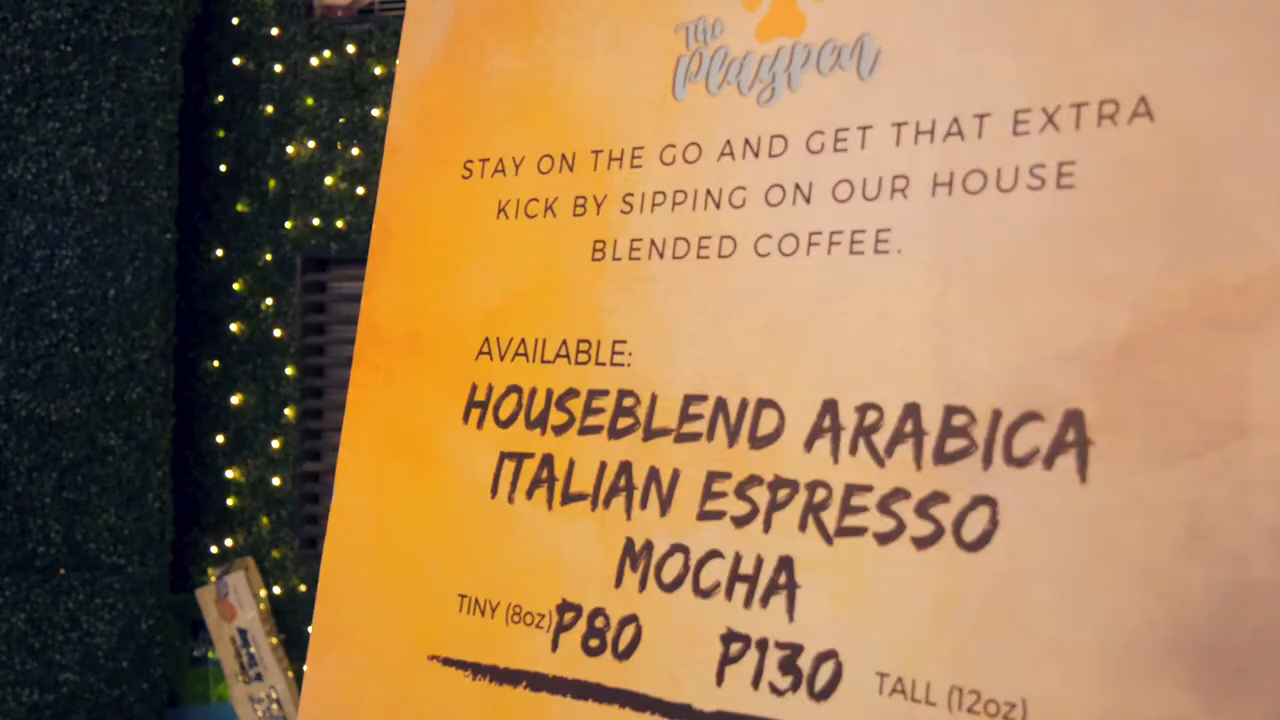 The
Playpen
STAY ON THE GO AND GET THAT EXTRA
KICK BY SIPPING ON OUR HOUSE
BLENDED COFFEE.
AVAILABLE:
HOUSEBLEND ARABICA
ITALIAN ESPRESSO
MOCHA
TINY (8oz) P80 P130 TALL (12oz)